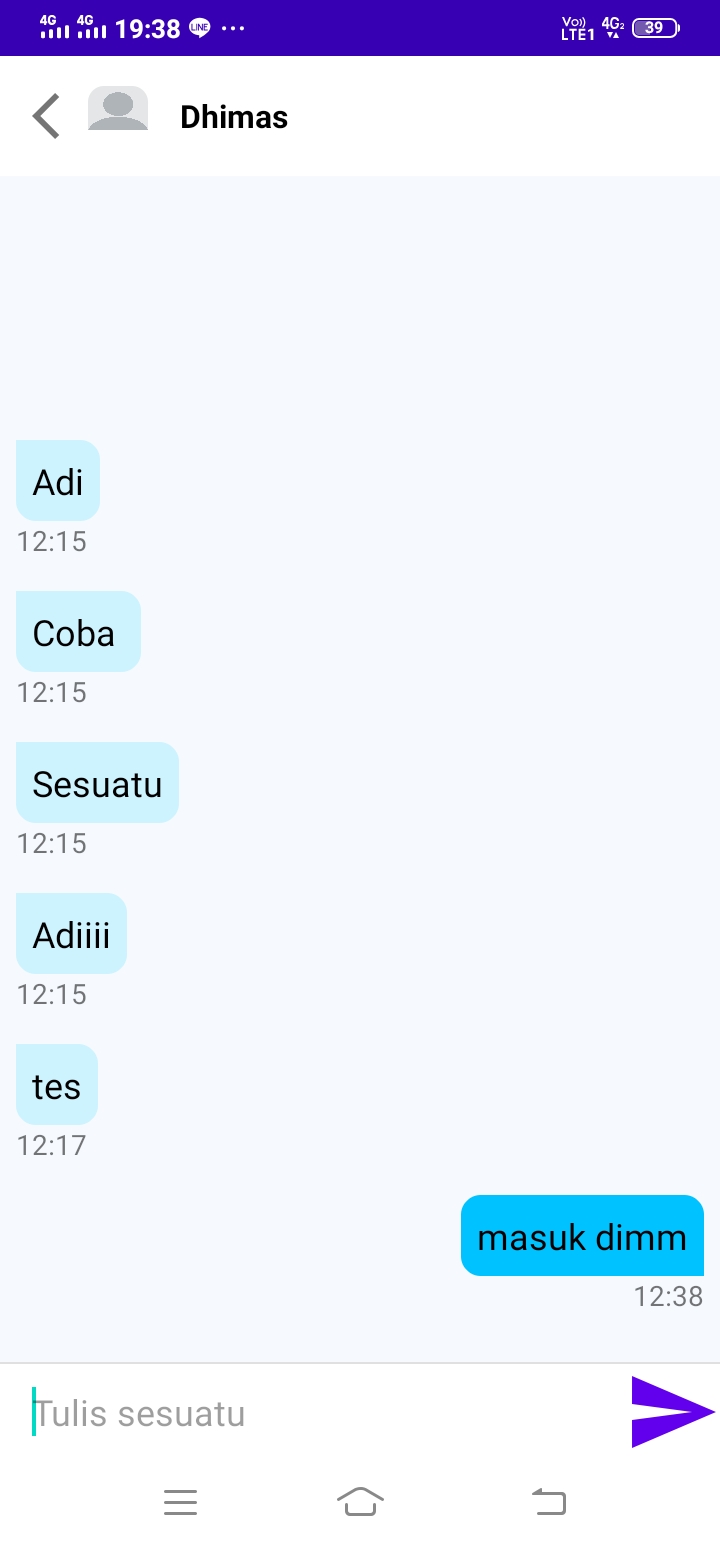 4G 4G 19:38 LINE ... Vo)) LTE1 4G2 39
Dhimas
Adi
12:15
Coba
12:15
Sesuatu
12:15
Adiiii
12:15
tes
12:17
masuk dimm
12:38
Tulis sesuatu